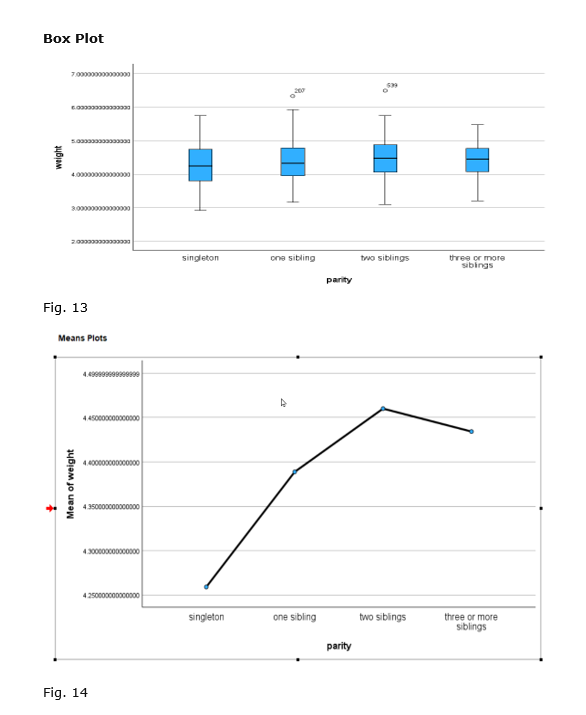 Box Plot
7.000000000000000
6.000000000000000
5.000000000000000
4.000000000000000
3.000000000000000
2.000000000000000
weight
207
539
singleton
one sibling
two siblings
three or more
siblings
parity
Fig. 13
Means Plots
4.499999999999999
4.450000000000000
4.400000000000000
4.350000000000000
4.300000000000000
4.250000000000000
Mean of weight
singleton
one sibling
two siblings
three or more
siblings
parity
Fig. 14